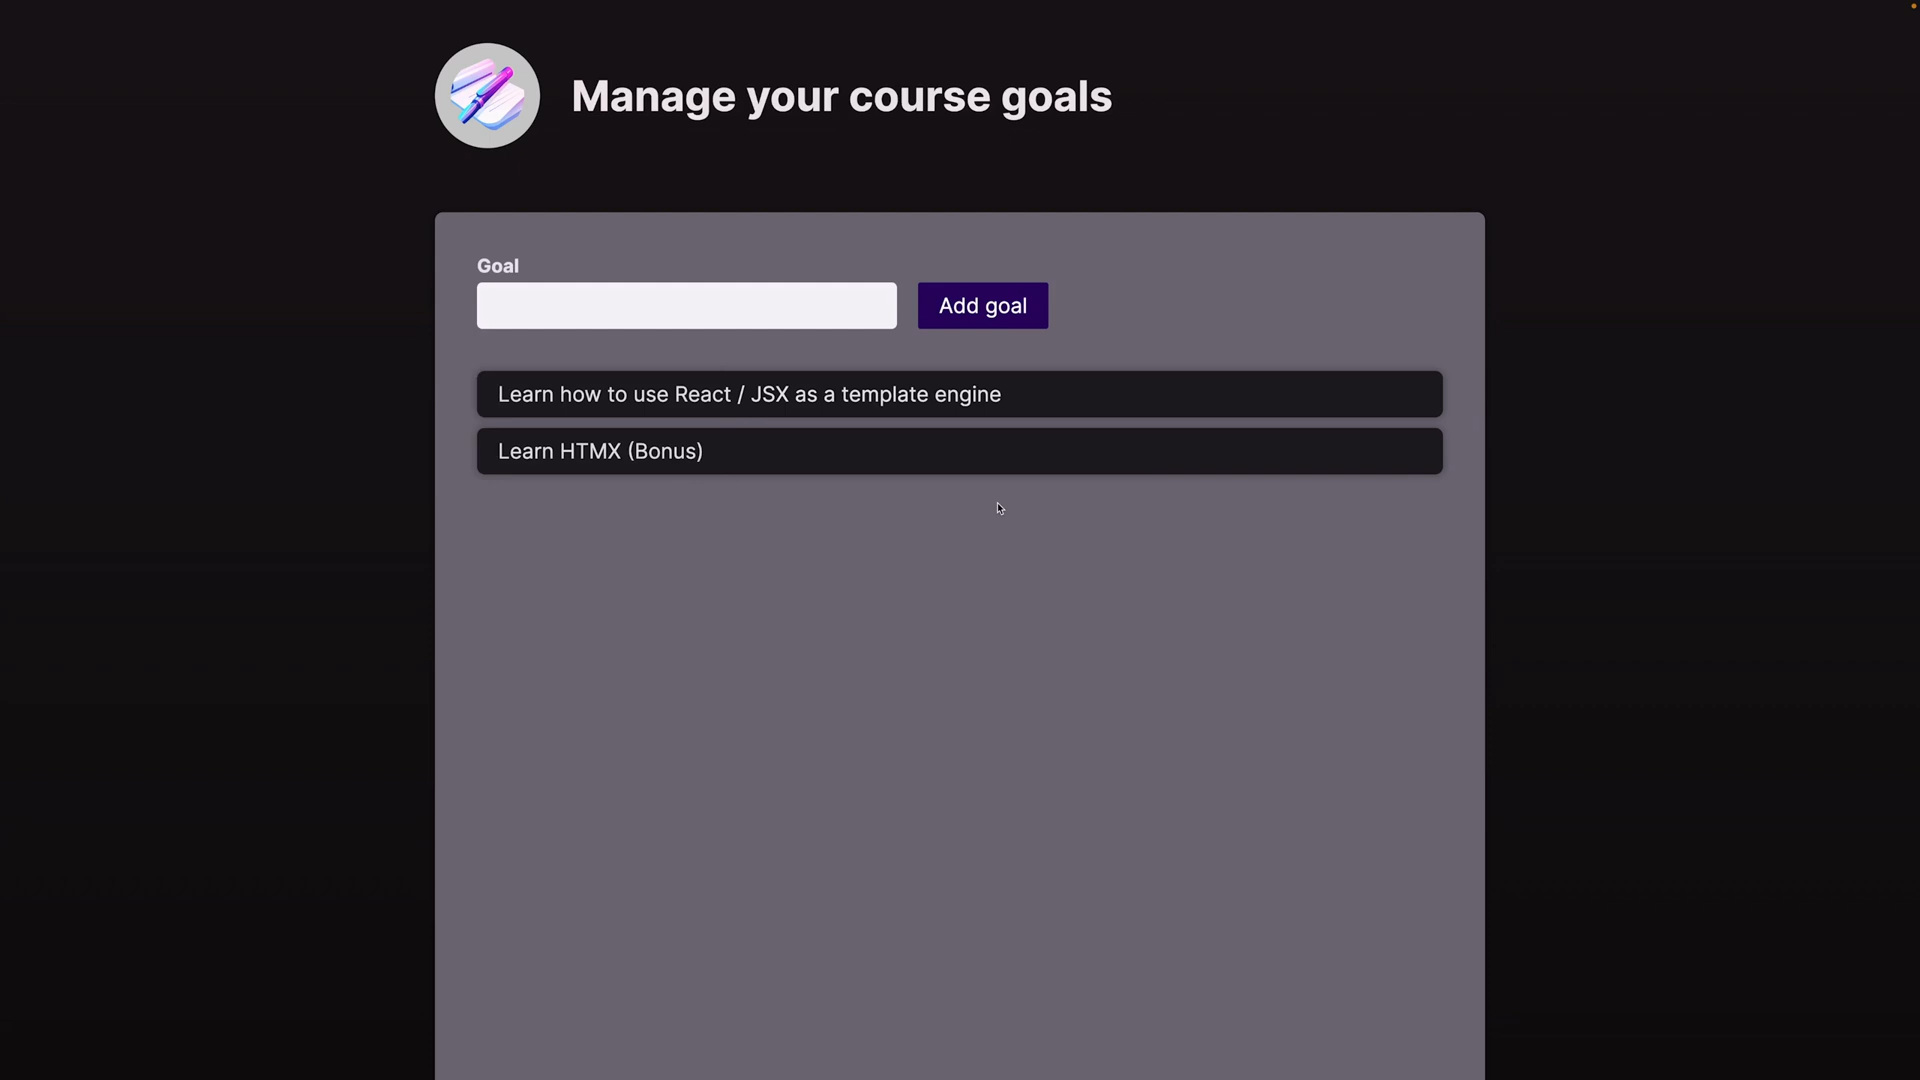 Manage your course goals
Goal
Add goal
Learn how to use React / JSX as a template engine
Learn HTMX (Bonus)